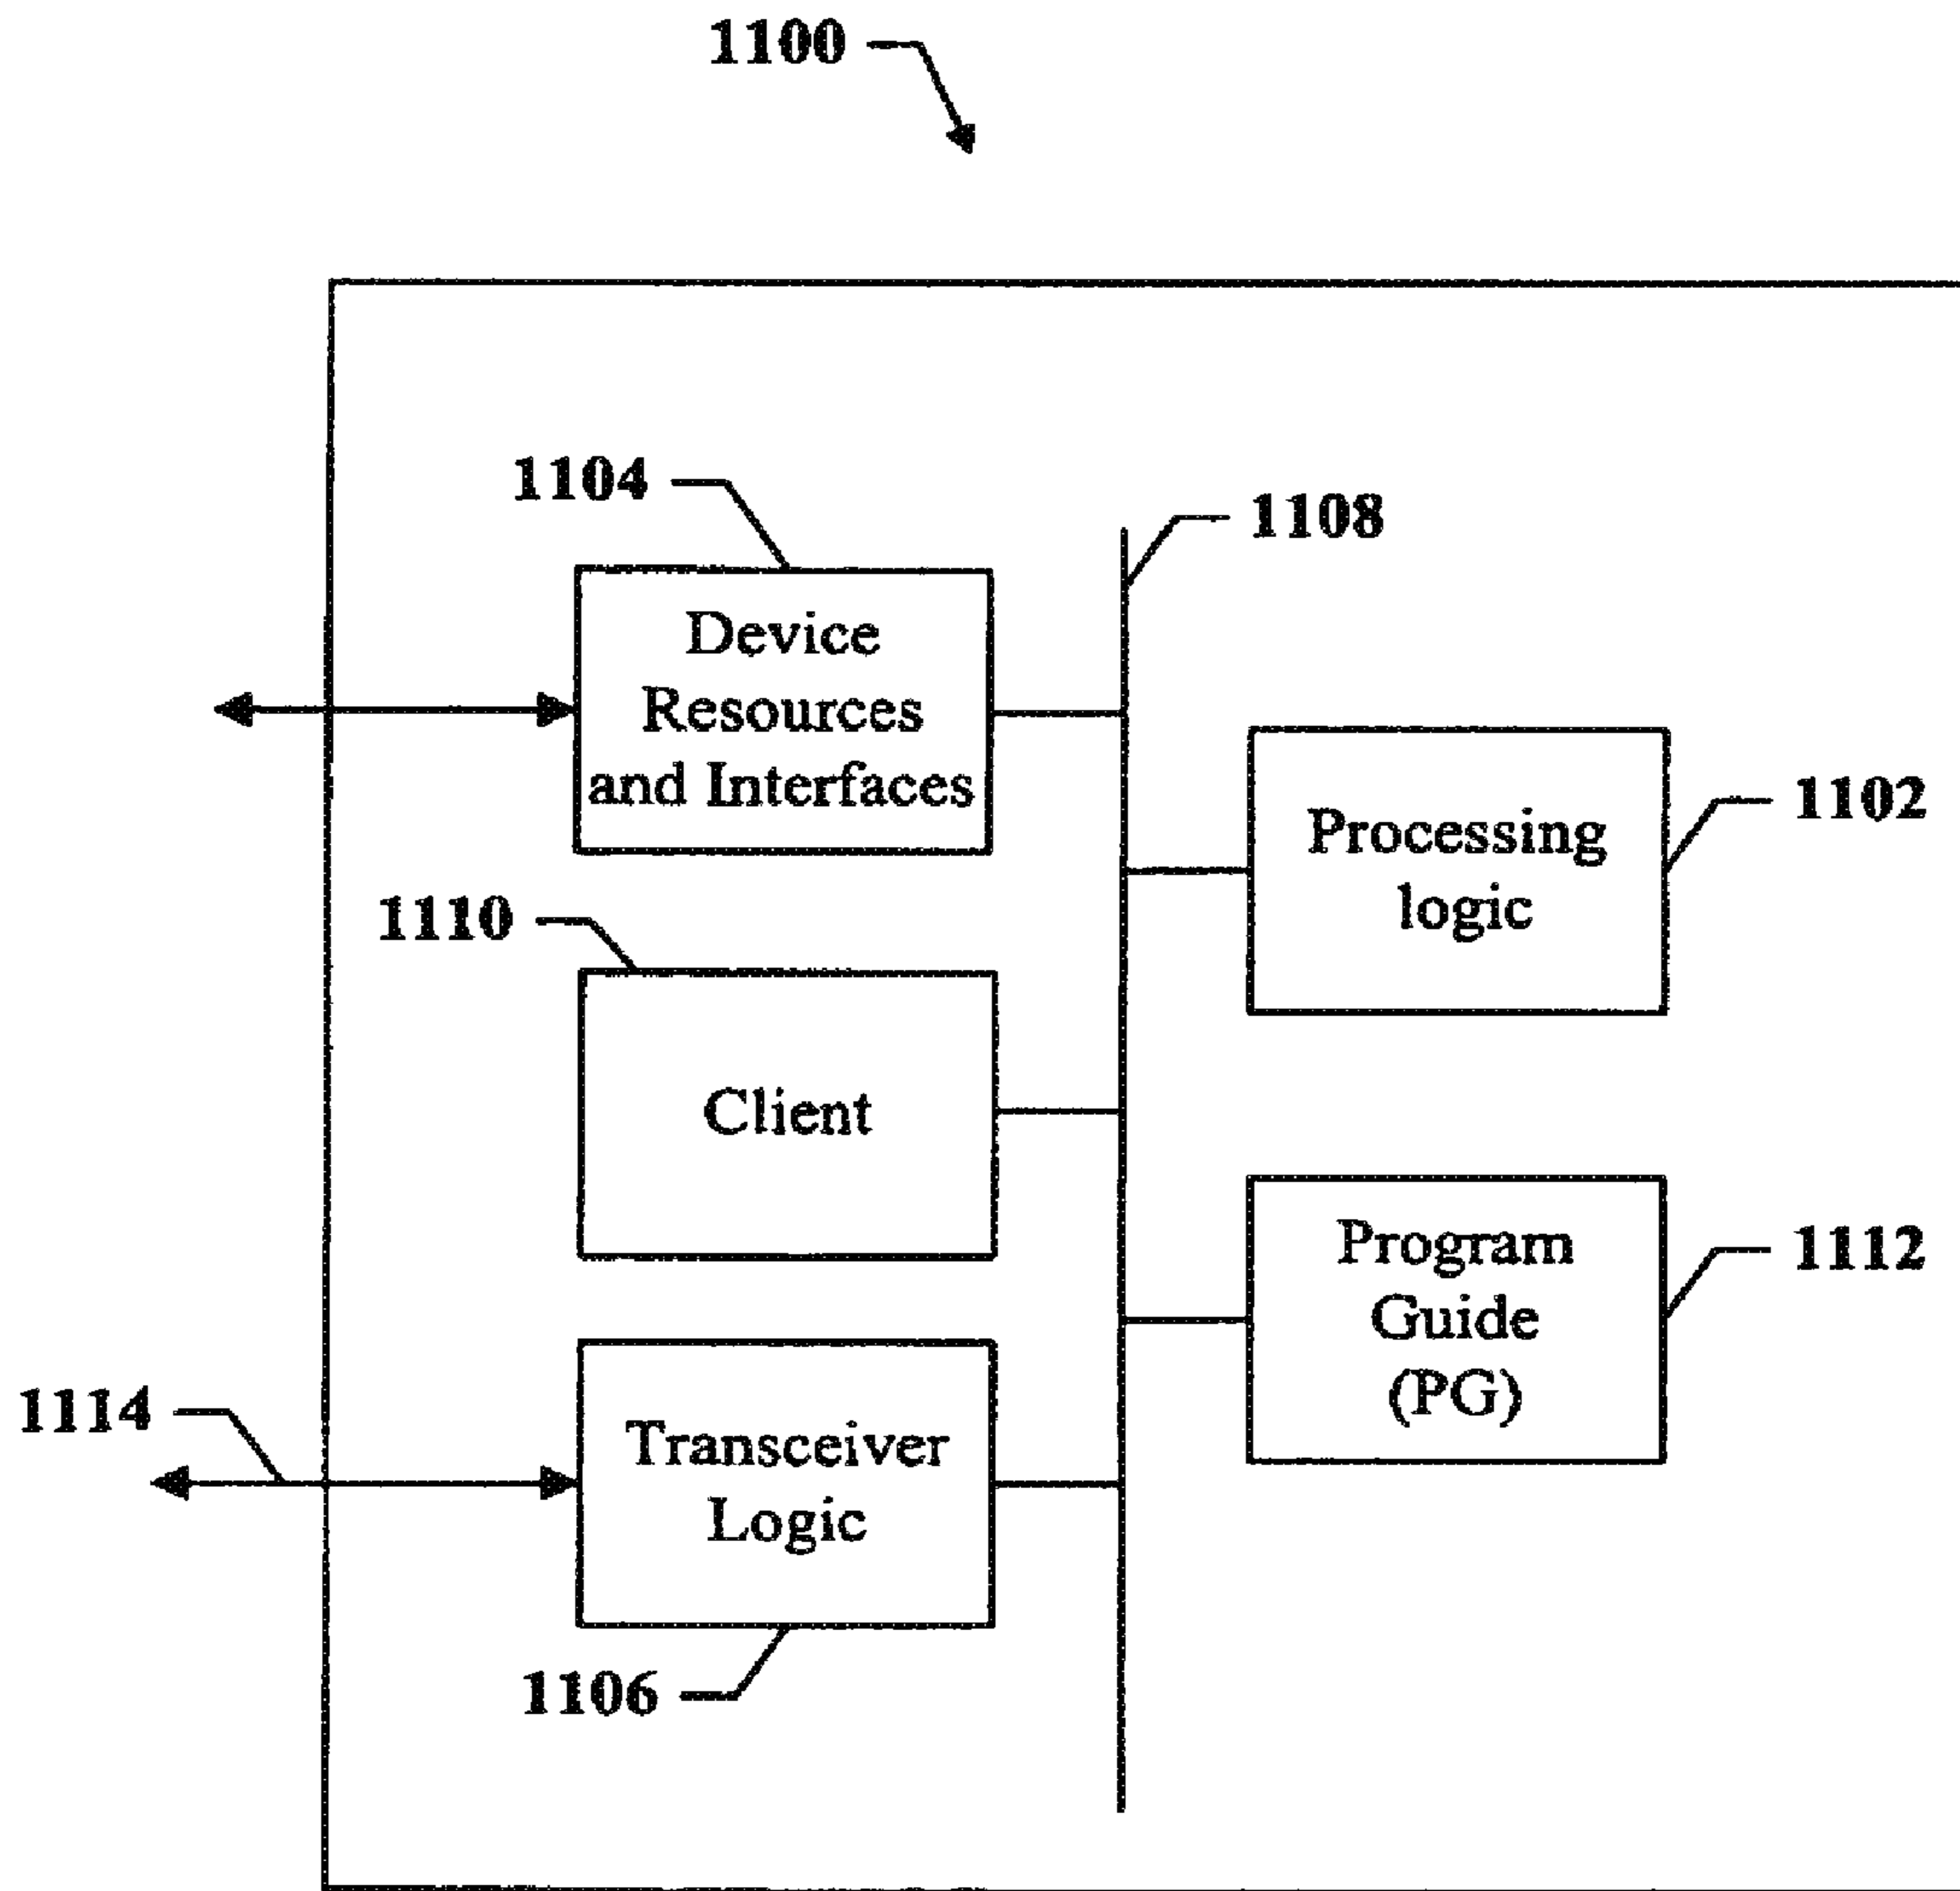 1100
1104
1108
Device
Resources
and Interfaces
Processing
logic
1102
1110
Client
Program
Guide
(PG)
1112
1114
Transceiver
Logic
1106